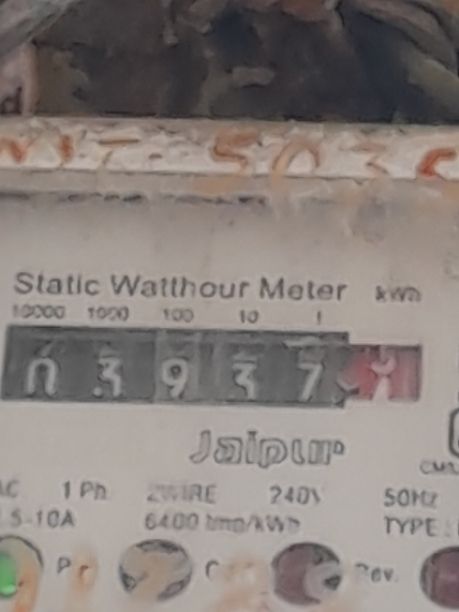 Static Watthour Meter kWh
10000 1000 100 10 1
0 3 9 3 7
Jaipur
1 Ph 2WIRE 240V 50Hz
5-10A 6400 Imp/kWh TYPE
Rev.